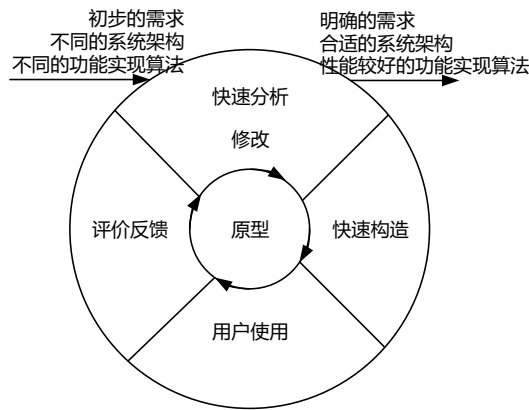 初步的需求
不同的系统架构
不同的功能实现算法
明确的需求
合适的系统架构
性能较好的功能实现算法
快速分析
修改
评价反馈
原型
快速构造
用户使用